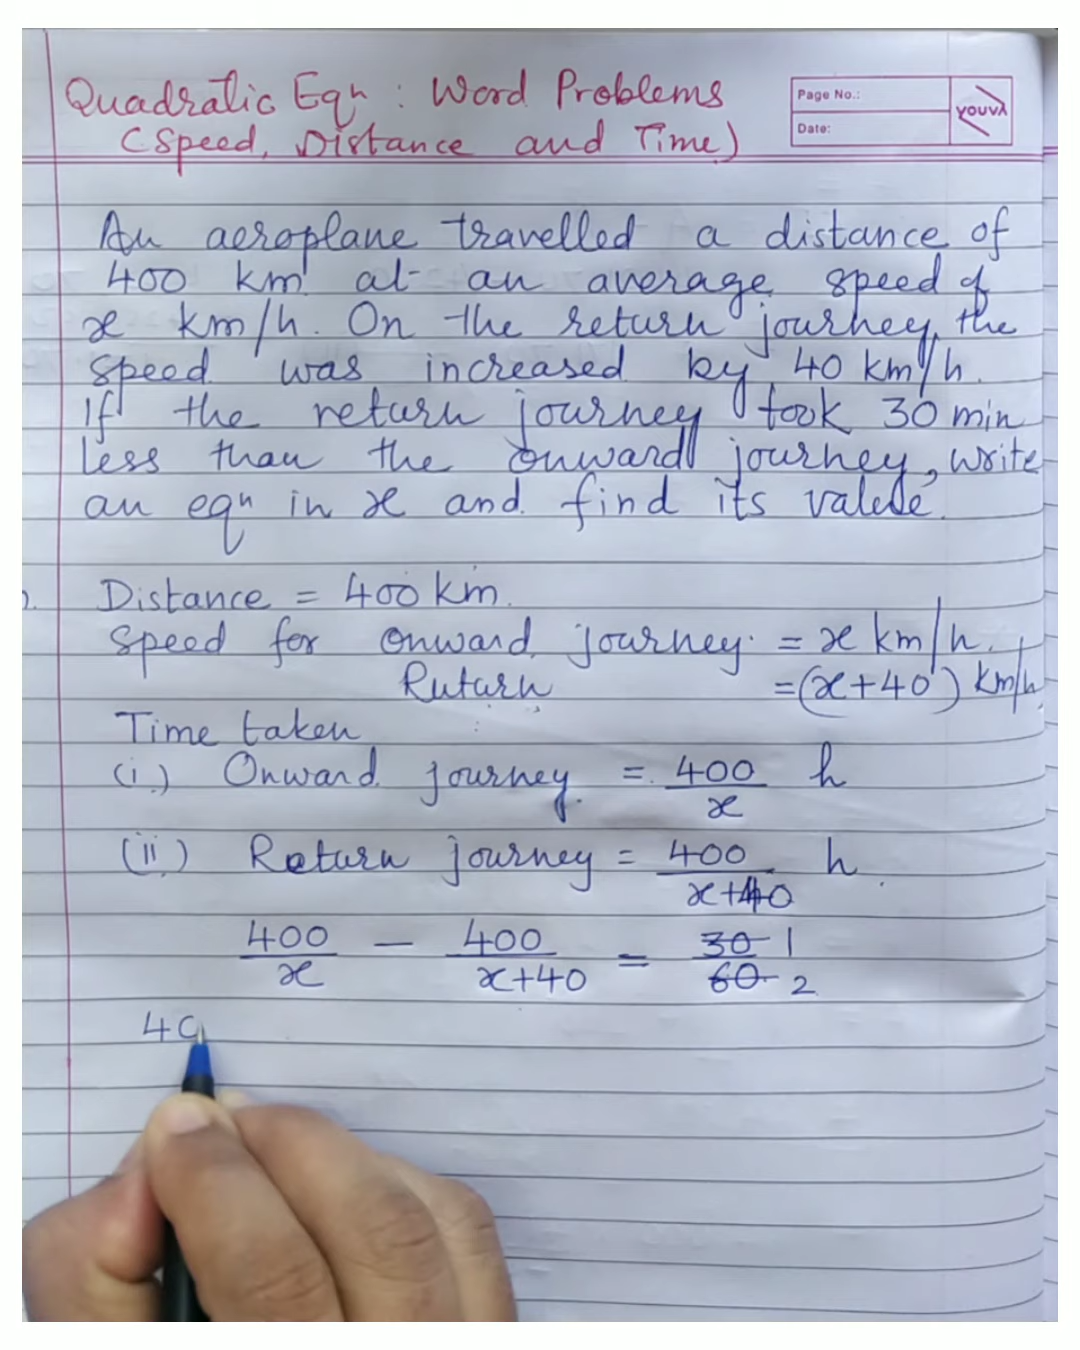 Quadratic Eqn : Word Problems
(Speed, Distance and Time)
Page No.:
Date:
YOUVA
An aeroplane travelled a distance of
400 km at an average speed of
x km/h. On the return journey, the
speed was increased by 40 km/h.
If the return journey took 30 min
less than the onward journey, write
an eqn in x and find its value.
Distance = 400 km.
Speed for onward journey = x km/h.
Ruturn = (x+40) km/h.
Time taken
(i) Onward journey = 400/x h
(ii) Return journey = 400/x+40 h.
400/x - 400/x+40 = 30/60 1/2
40